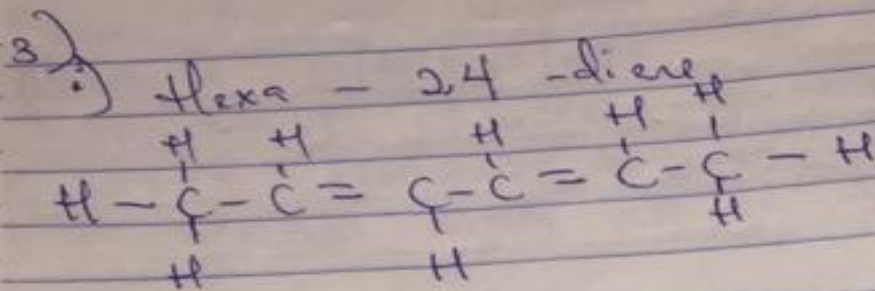 3) i) Hexa - 2,4 - diene
H H H H H
H - C - C = C - C = C - C - H
H H H